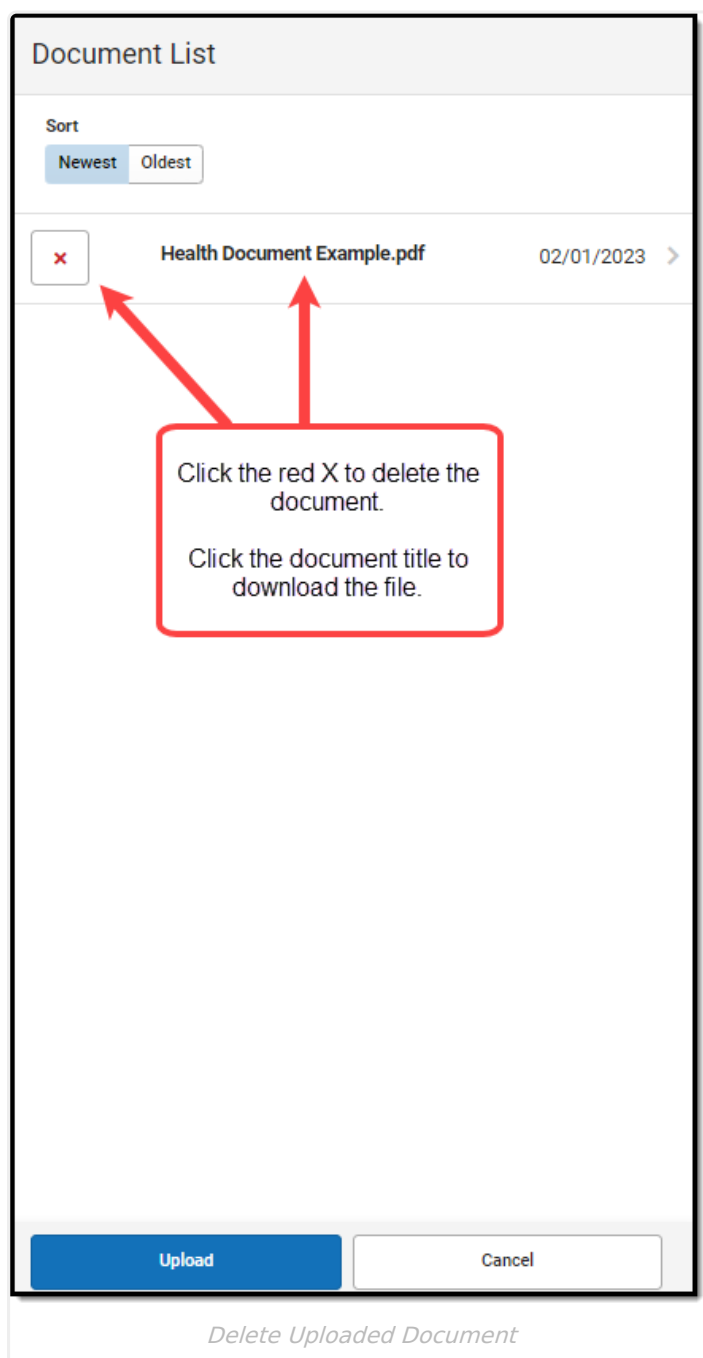 Document List
Sort
Newest Oldest
Health Document Example.pdf 02/01/2023
Click the red X to delete the
document.
Click the document title to
download the file.
Upload Cancel
Delete Uploaded Document